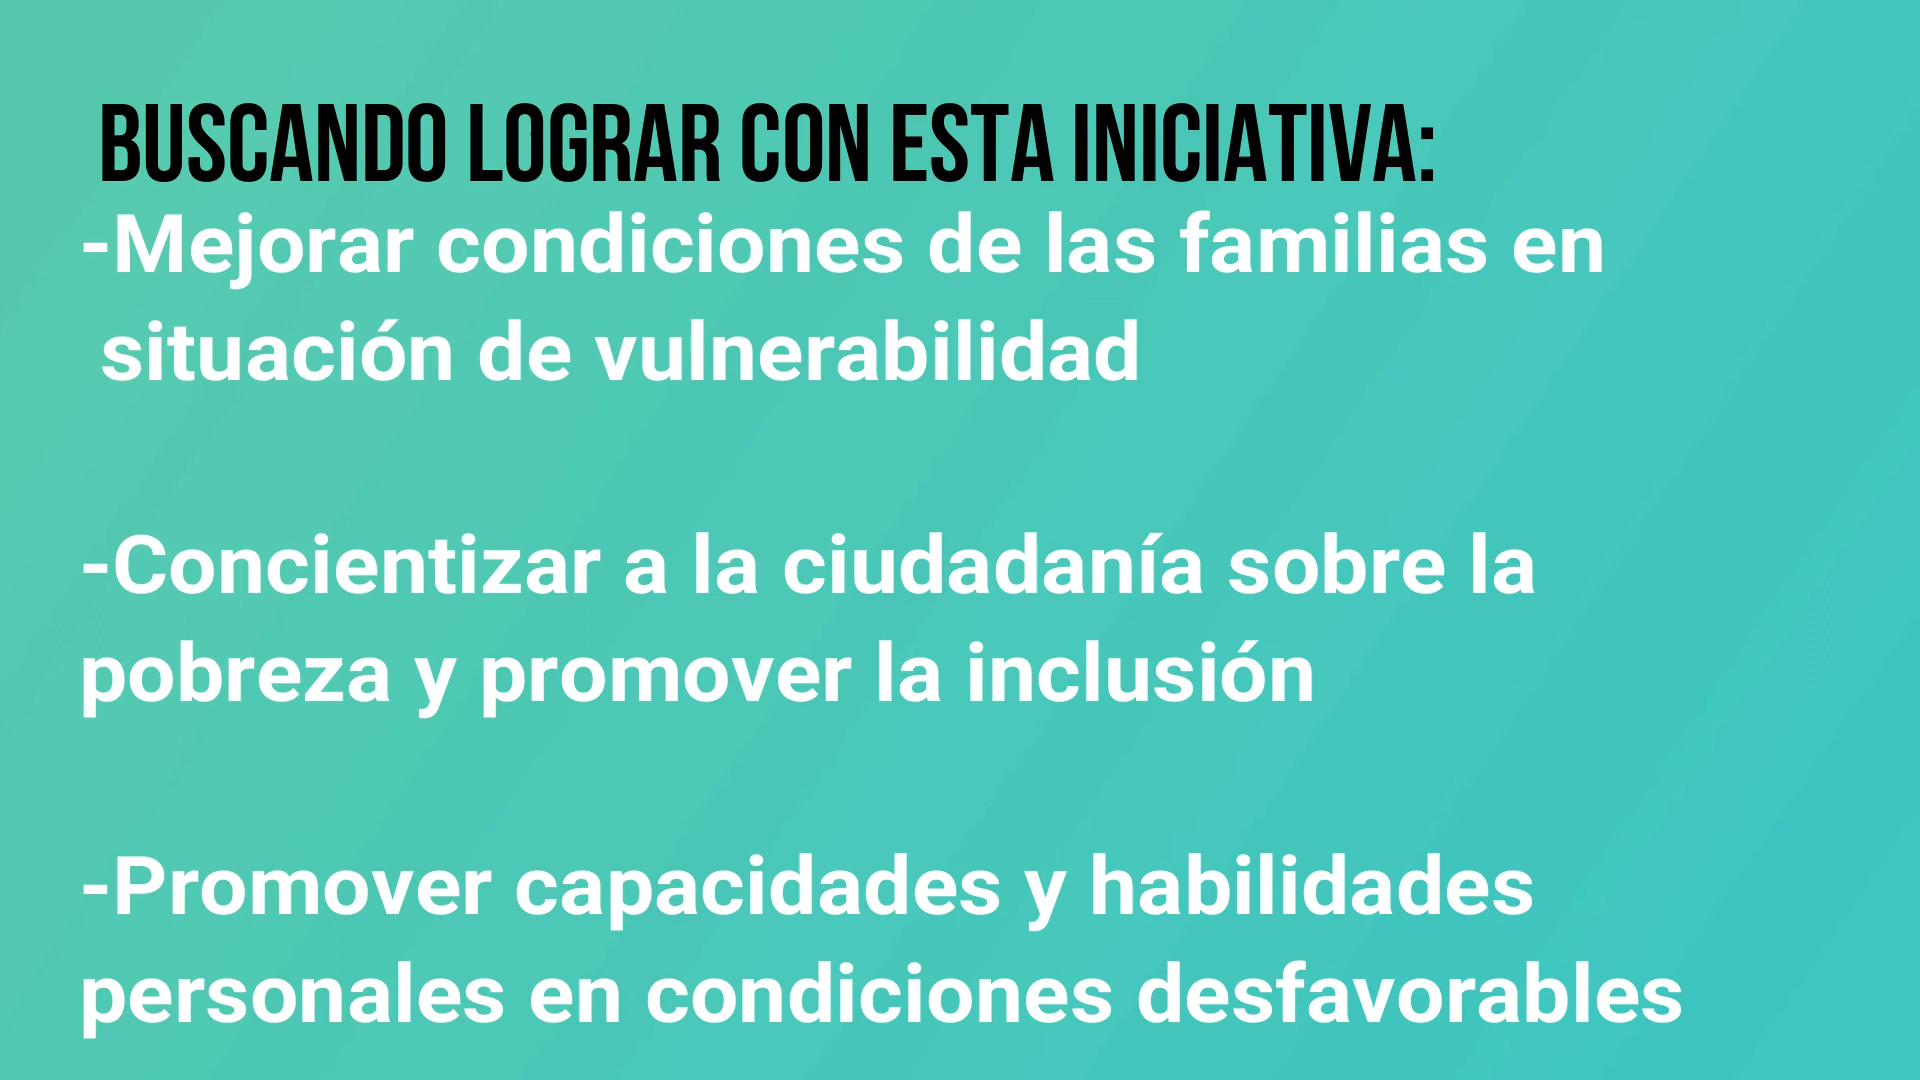 BUSCANDO LOGRAR CON ESTA INICIATIVA:
-Mejorar condiciones de las familias en
situación de vulnerabilidad
-Concientizar a la ciudadanía sobre la
pobreza y promover la inclusión
-Promover capacidades y habilidades
personales en condiciones desfavorables